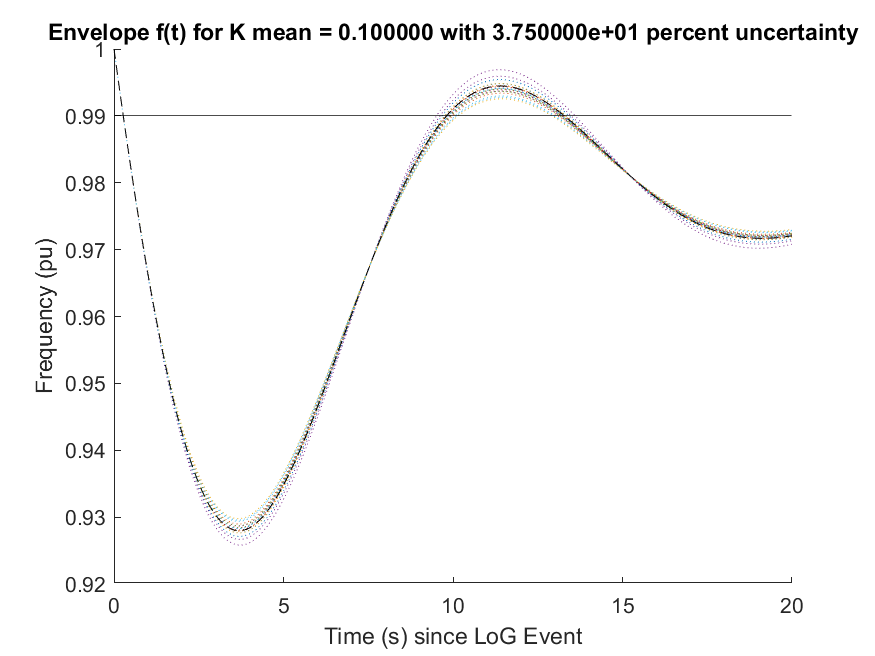 Envelope f(t) for K mean = 0.100000 with 3.750000e+01 percent uncertainty
1
0.99
0.98
0.97
0.96
0.95
0.94
0.93
0.92
Frequency (pu)
0 5 10 15 20
Time (s) since LoG Event